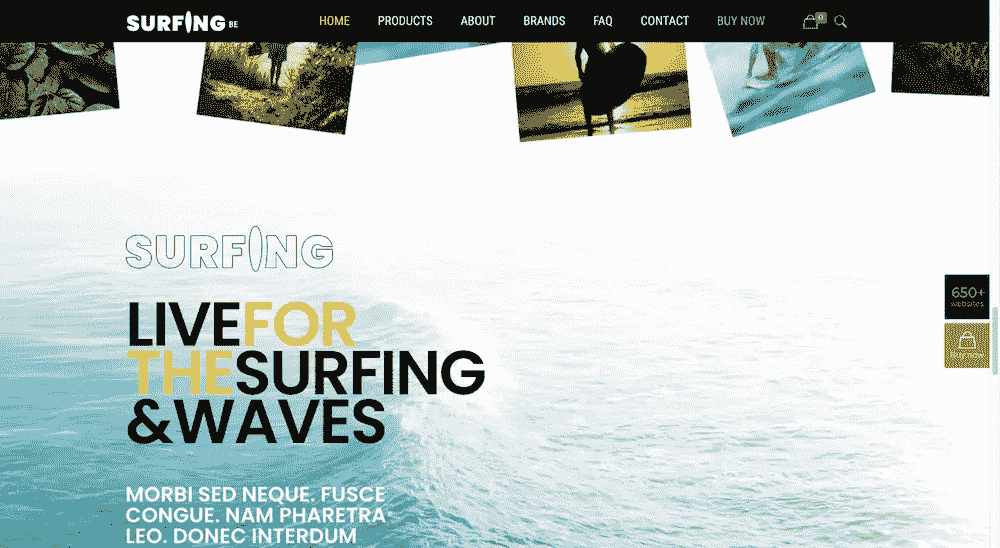 SURFING BE
HOME PRODUCTS ABOUT BRANDS FAQ CONTACT BUY NOW 0
SURFING
LIVEFOR
THESURFING
&WAVES
650+
websites
Buy now
MORBI SED NEQUE. FUSCE
CONGUE. NAM PHARETRA
LEO. DONEC INTERDUM